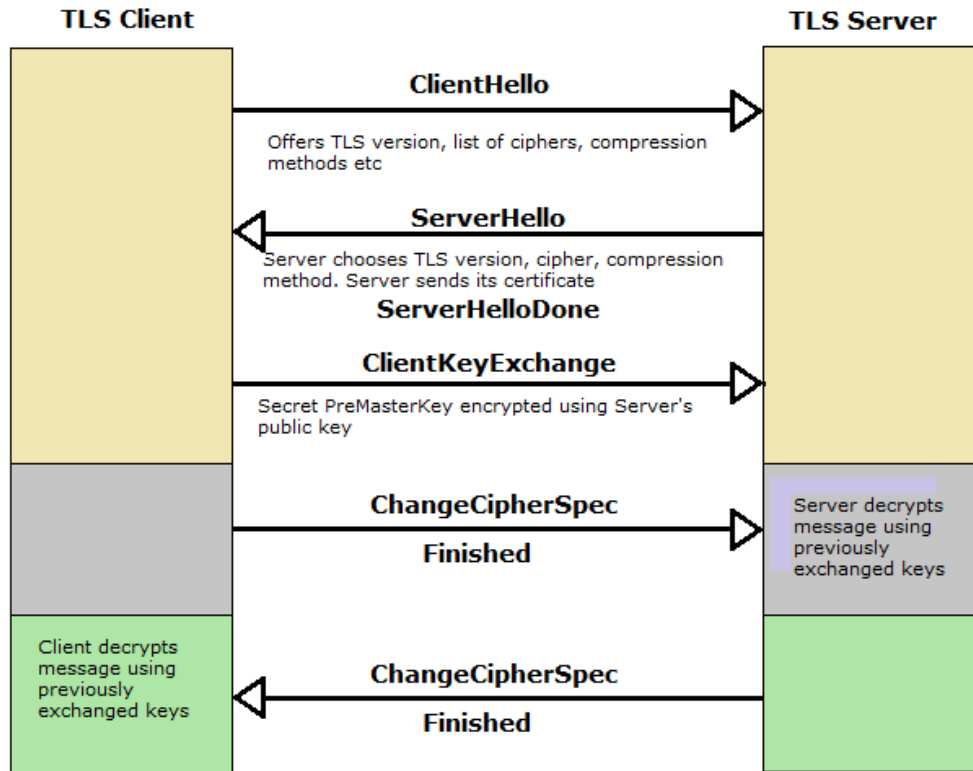 TLS Client
TLS Server
ClientHello
Offers TLS version, list of ciphers, compression
methods etc
ServerHello
Server chooses TLS version, cipher, compression
method. Server sends its certificate
ServerHelloDone
ClientKeyExchange
Secret PreMasterKey encrypted using Server's
public key
ChangeCipherSpec
Finished
Server decrypts
message using
previously
exchanged keys
Client decrypts
message using
previously
exchanged keys
ChangeCipherSpec
Finished